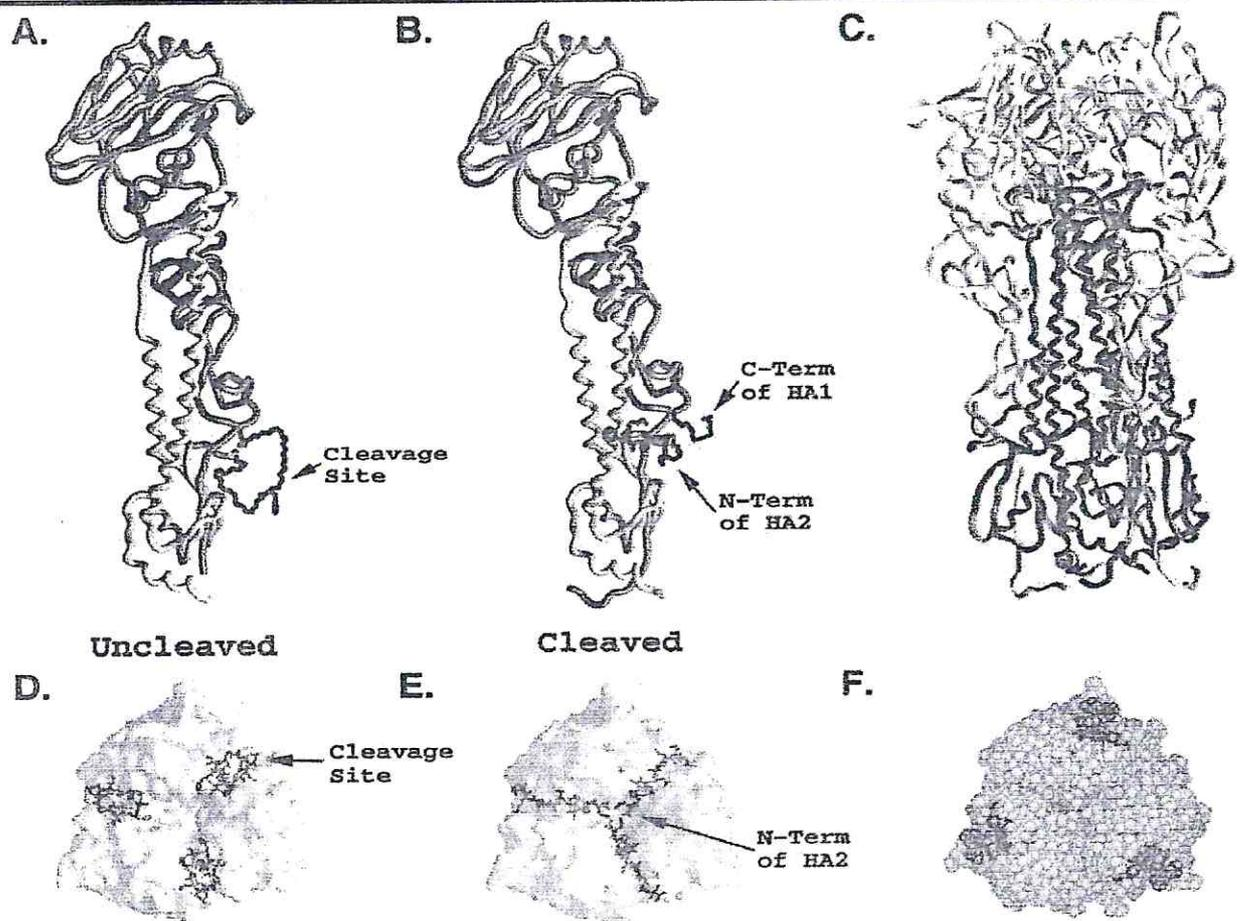 A.
B.
C.
C-Term
of HA1
Cleavage
Site
N-Term
of HA2
Uncleaved
Cleaved
D.
E.
F.
Cleavage
Site
N-Term
of HA2